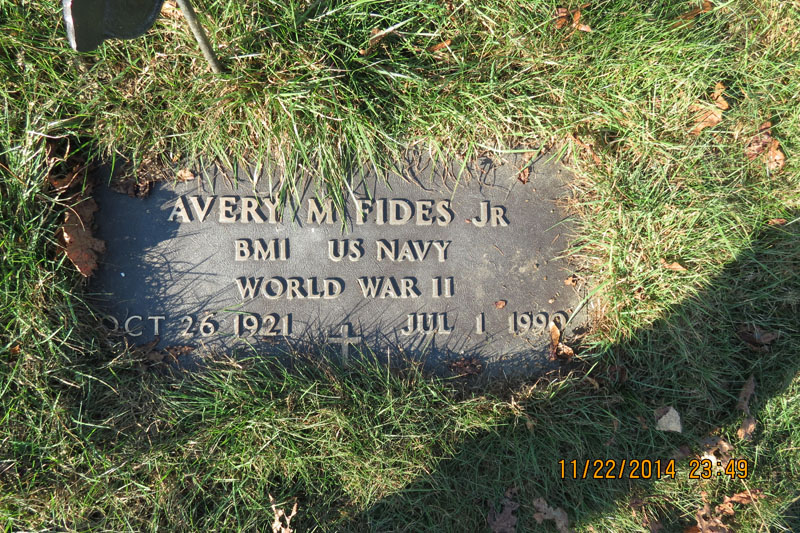 AVERY M FIDES JR
BM1 US NAVY
WORLD WAR II
OCT 26 1921 JUL 1 1990
11/22/2014 23:49